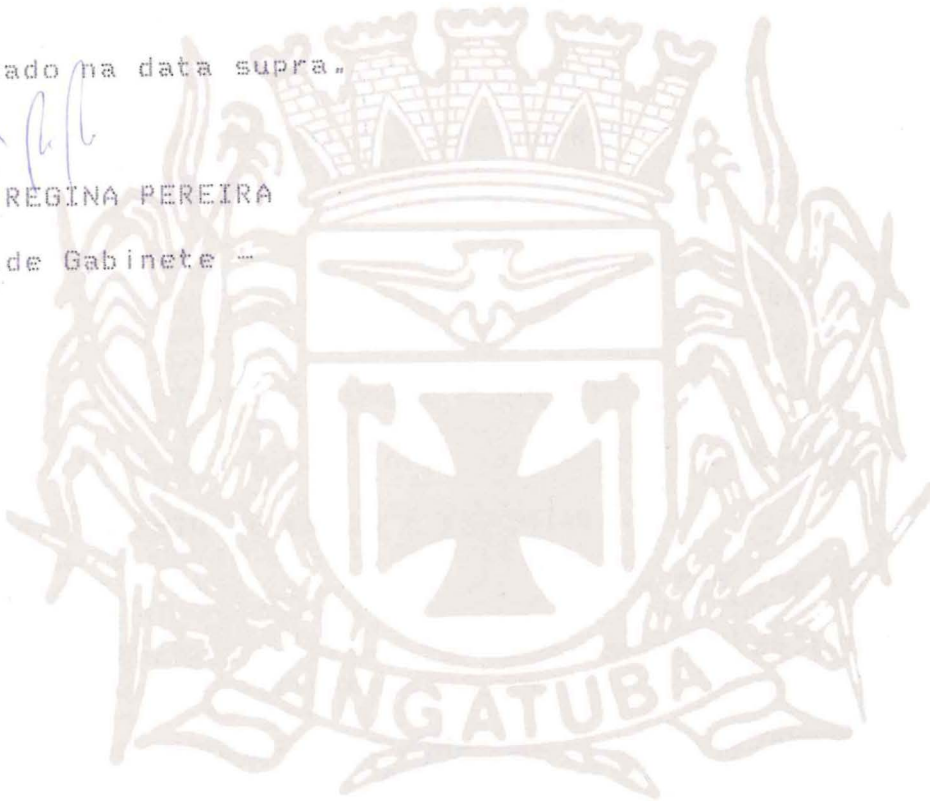 ado na data supra.
REGINA PEREIRA
de Gabinete -
ANGATUBA